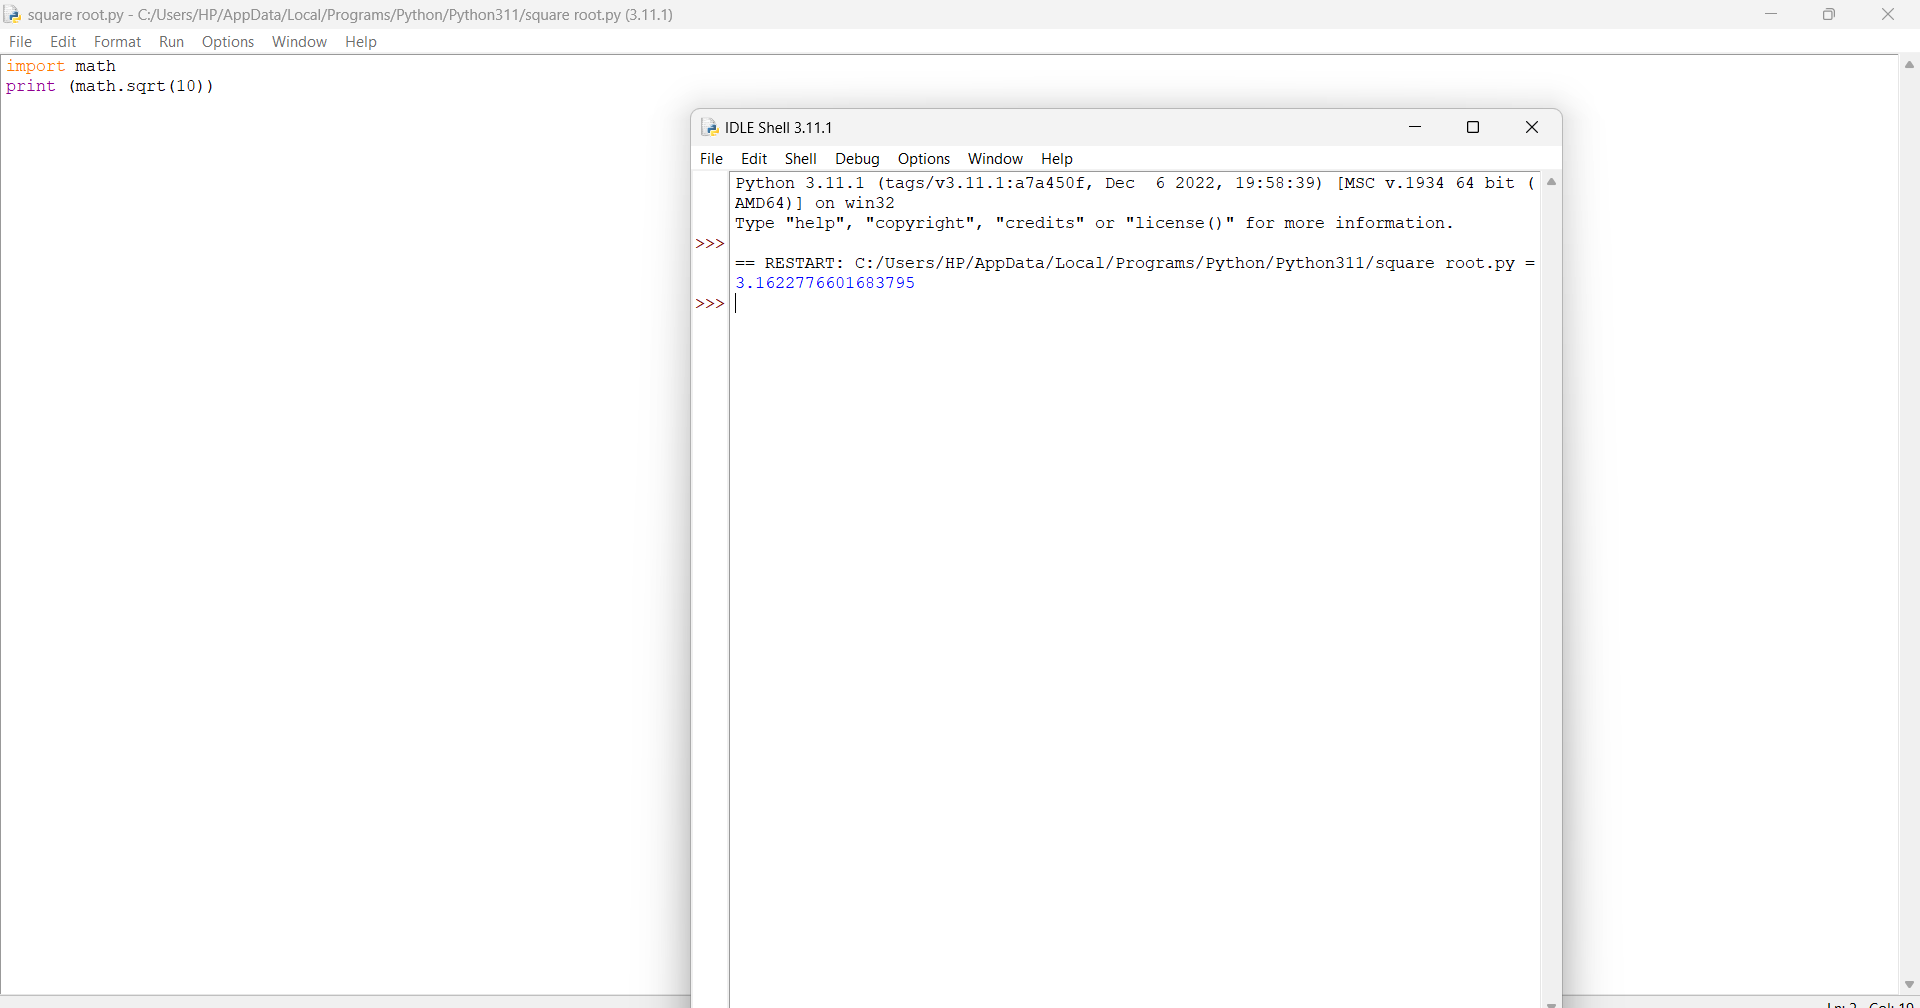 square root.py - C:/Users/HP/AppData/Local/Programs/Python/Python311/square root.py (3.11.1)
File Edit Format Run Options Window Help
import math
print (math.sqrt(10))
IDLE Shell 3.11.1
File Edit Shell Debug Options Window Help
Python 3.11.1 (tags/v3.11.1:a7a450f, Dec  6 2022, 19:58:39) [MSC v.1934 64 bit (
AMD64)] on win32
Type "help", "copyright", "credits" or "license()" for more information.
>>>
== RESTART: C:/Users/HP/AppData/Local/Programs/Python/Python311/square root.py =
3.1622776601683795
>>>